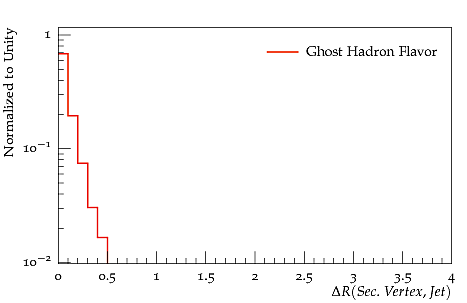 Normalized to Unity
1
10⁻¹
10⁻²
Ghost Hadron Flavor
0 0.5 1 1.5 2 2.5 3 3.5 4
ΔR(Sec. Vertex, Jet)